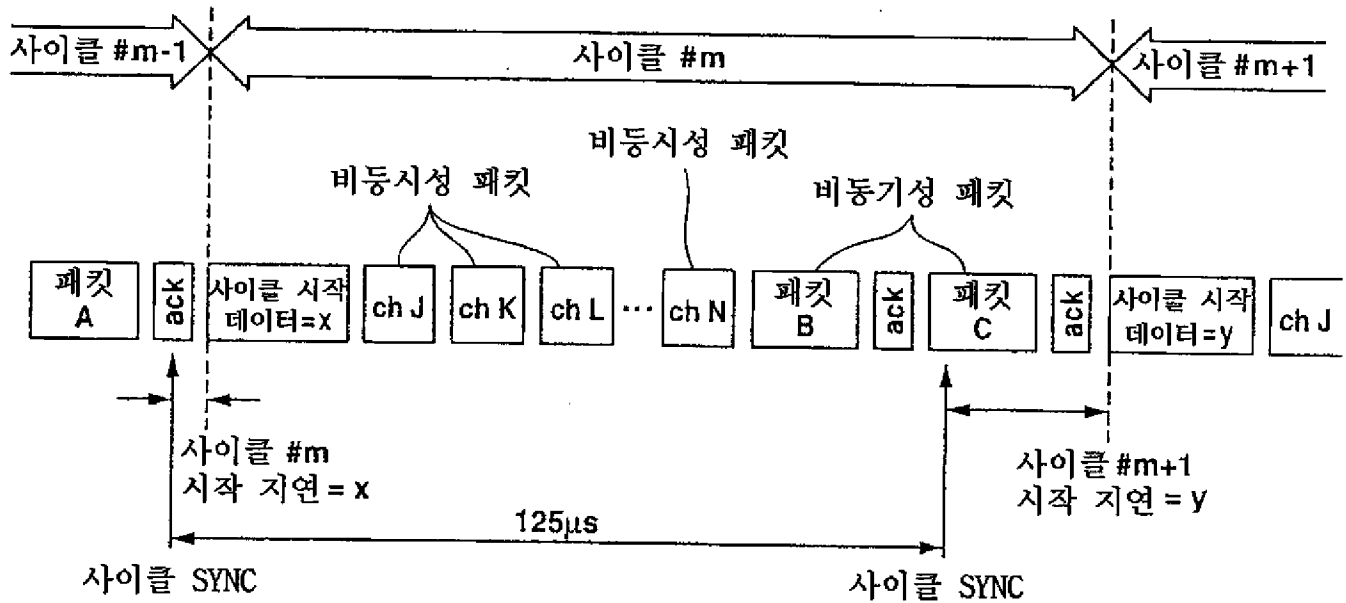 사이클 #m-1
사이클 #m
사이클 #m+1
비등시성 패킷
비등시성 패킷
비동기성 패킷
패킷
A
ack
사이클 시작
데이터=x
ch J
ch K
ch L
...
ch N
패킷
B
ack
패킷
C
ack
사이클 시작
데이터=y
ch J
사이클 #m
시작 지연 = x
사이클 #m+1
시작 지연 = y
125μs
사이클 SYNC
사이클 SYNC